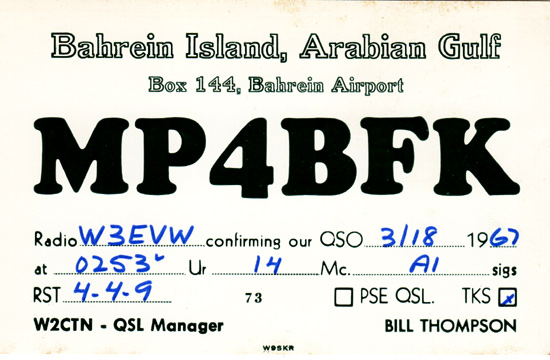 Bahrein Island, Arabian Gulf
Box 144, Bahrein Airport
MP4BFK
Radio W3EVW confirming our QSO 3/18 1967
at 0253 Ur 14 Mc. A1 sigs
RST 4-4-9 73 PSE QSL. TKS X
W2CTN - QSL Manager BILL THOMPSON
W9SKR